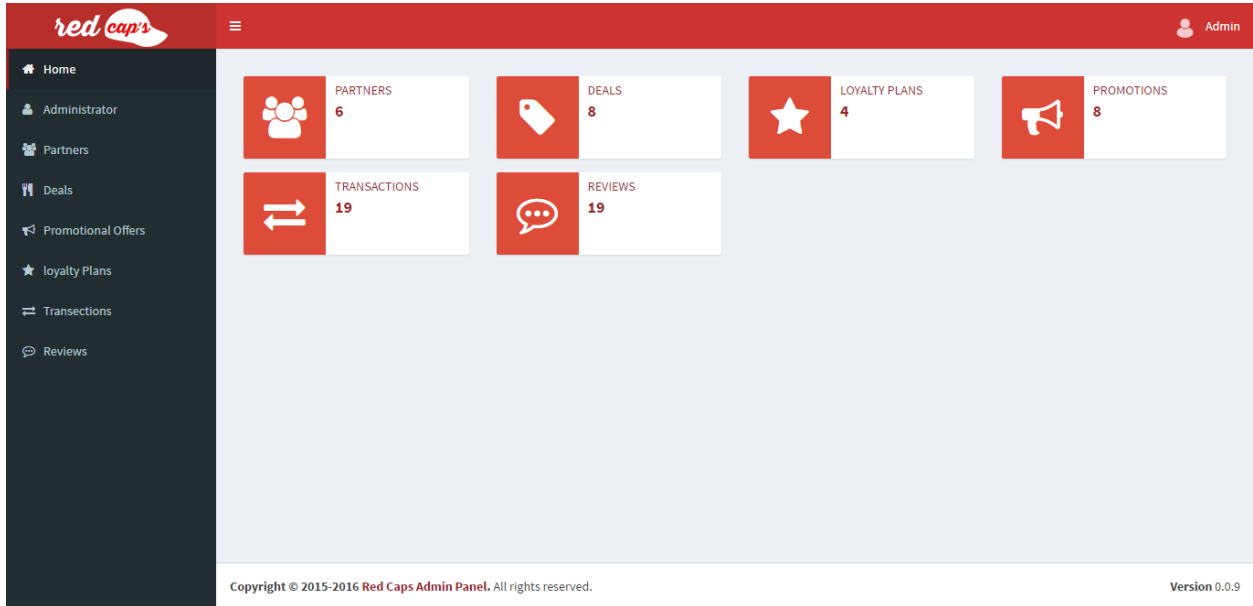 red cap's
Admin
Home
Administrator
Partners
Deals
Promotional Offers
loyalty Plans
Transections
Reviews
PARTNERS
6
DEALS
8
LOYALTY PLANS
4
PROMOTIONS
8
TRANSACTIONS
19
REVIEWS
19
Copyright © 2015-2016 Red Caps Admin Panel. All rights reserved.
Version 0.0.9